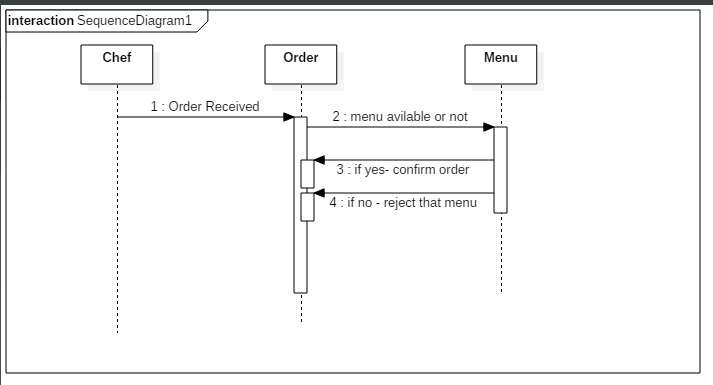 interaction SequenceDiagram1
Chef
Order
Menu
1 : Order Received
2 : menu avilable or not
3 : if yes- confirm order
4 : if no - reject that menu